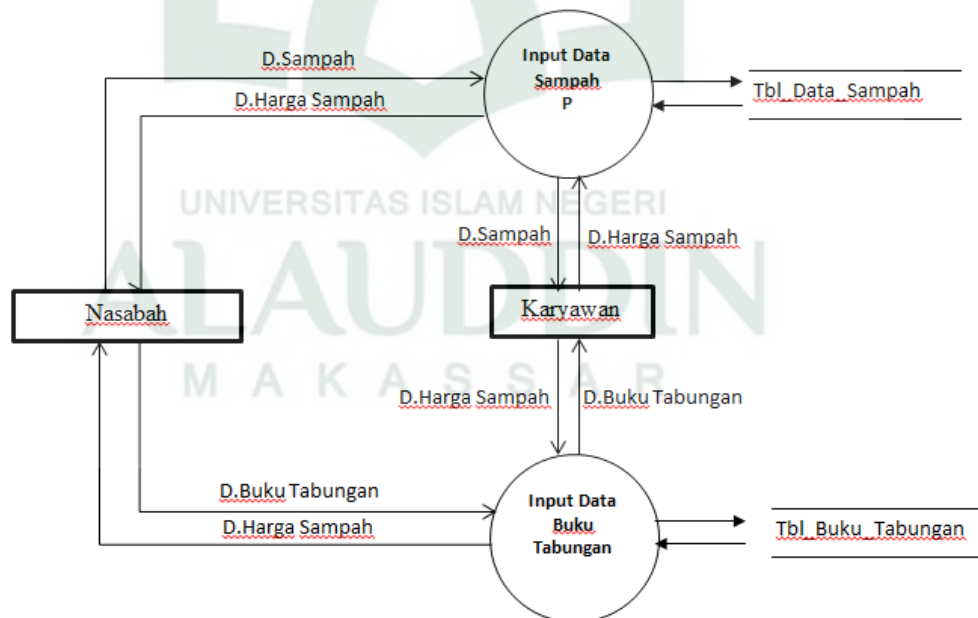 D.Sampah
D.Harga Sampah
Input Data
Sampah
P
Tbl_Data_Sampah
UNIVERSITAS ISLAM NEGERI
D.Sampah
D.Harga Sampah
ALAUDDIN
Nasabah
Karyawan
MAKASSAR
D.Harga Sampah
D.Buku Tabungan
D.Buku Tabungan
D.Harga Sampah
Input Data
Buku
Tabungan
Tbl_Buku_Tabungan